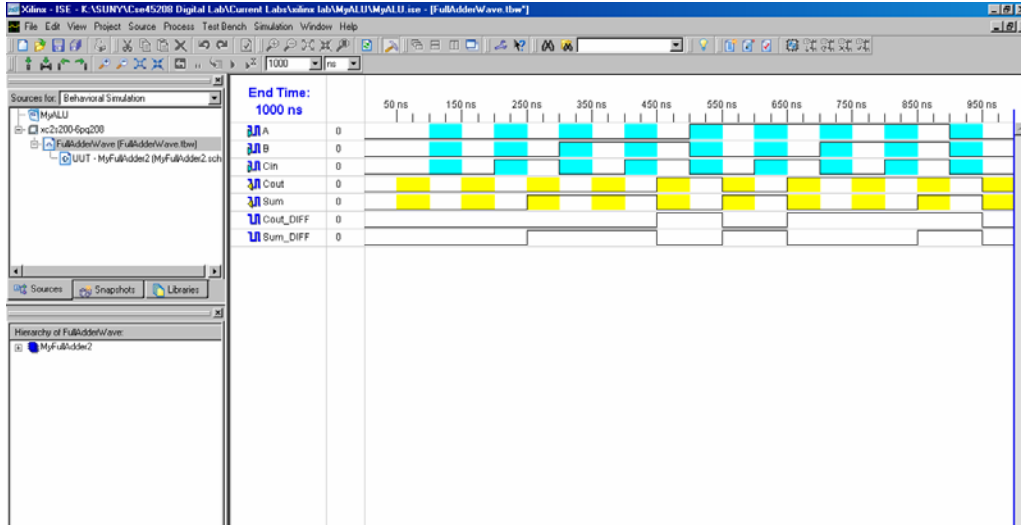 Xilinx - ISE - K:\SUNY\Cse45208 Digital Lab\Current Labs\xilinx lab\MyALU\MyALU.ise - [FullAdderWave.tbw*]
File Edit View Project Source Process Test Bench Simulation Window Help
1000 ns
Sources for: Behavioral Simulation
MyALU
xc2s200-6pq208
FullAdderWave (FullAdderWave.tbw)
UUT - MyFullAdder2 (MyFullAdder2.sch
Sources Snapshots Libraries
Hierarchy of FullAdderWave:
MyFullAdder2
End Time:
1000 ns
50 ns 150 ns 250 ns 350 ns 450 ns 550 ns 650 ns 750 ns 850 ns 950 ns
A 0
B 0
Cin 0
Cout 0
Sum 0
Cout_DIFF 0
Sum_DIFF 0